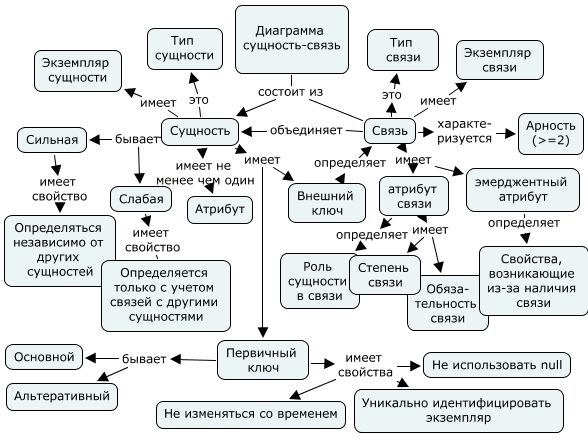 Диаграмма
сущность-связь
Тип
сущности
Тип
связи
Экземпляр
сущности
Экземпляр
связи
состоит из
имеет
это
это
имеет
Сильная
бывает
Сущность
объединяет
Связь
характе-
ризуется
Арность
(>=2)
имеет не
менее чем один
имеет
определяет
имеет
имеет
свойство
Слабая
Атрибут
Внешний
ключ
атрибут
связи
эмерджентный
атрибут
Определяться
независимо от
других
сущностей
имеет
свойство
определяет
имеет
определяет
Определяется
только с учетом
связей с другими
сущностями
Роль
сущности
в связи
Степень
связи
Обяза-
тельность
связи
Свойства,
возникающие
из-за наличия
связи
Основной
бывает
Первичный
ключ
имеет
свойства
Не использовать null
Альтеративный
Не изменяться со временем
Уникально идентифицировать
экземпляр